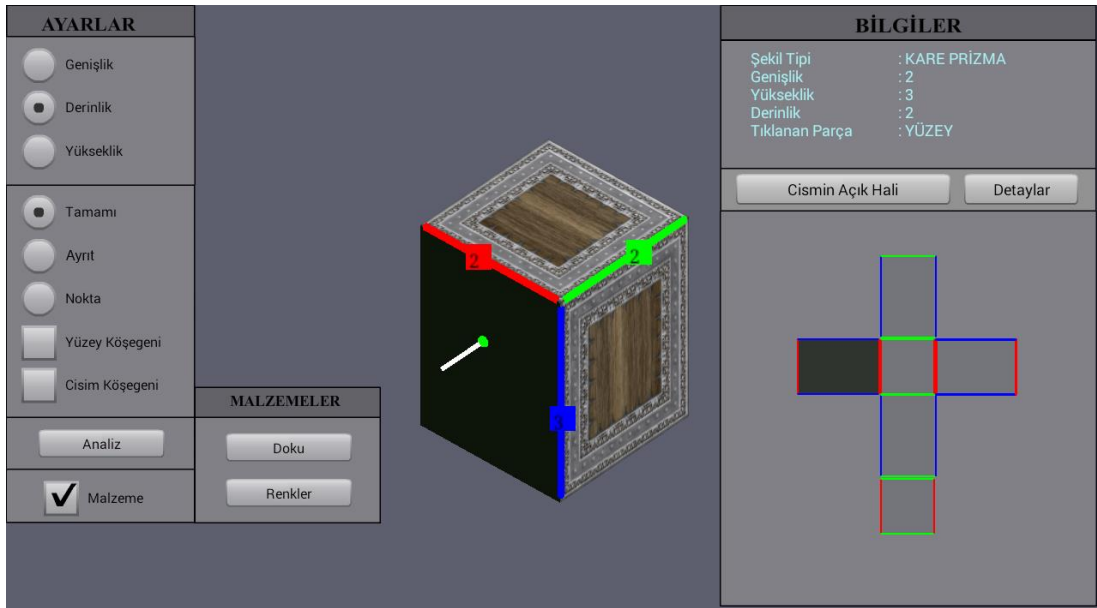 AYARLAR
Genişlik
Derinlik
Yükseklik
Tamamı
Ayrıt
Nokta
Yüzey Köşegeni
Cisim Köşegeni
Analiz
Malzeme
MALZEMELER
Doku
Renkler
2
2
3
BİLGİLER
Şekil Tipi : KARE PRİZMA
Genişlik : 2
Yükseklik : 3
Derinlik : 2
Tıklanan Parça : YÜZEY
Cismin Açık Hali
Detaylar